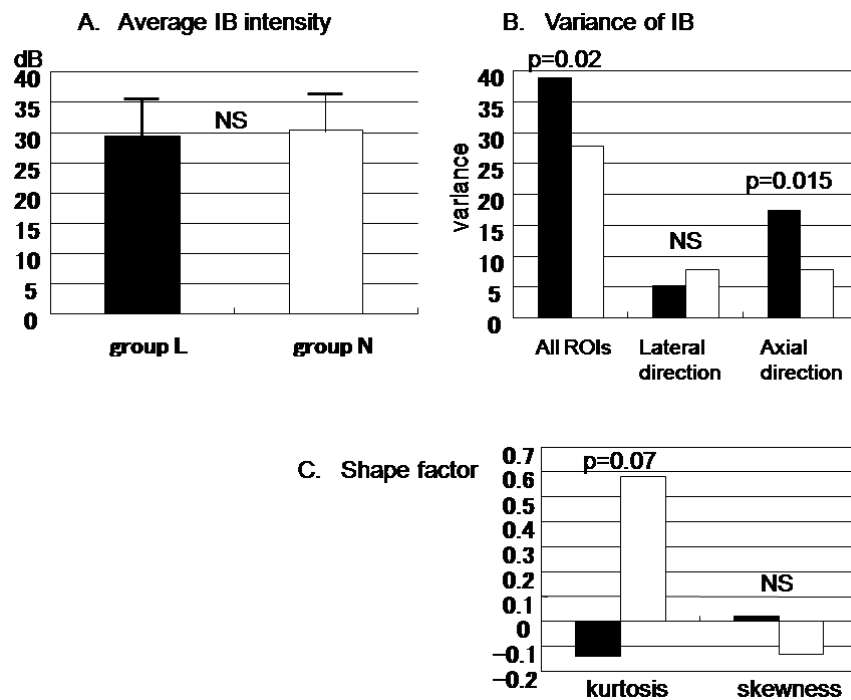 A. Average IB intensity
dB
40
35
30
25
20
15
10
5
0
NS
group L
group N
B. Variance of IB
p=0.02
40
35
30
25
20
15
10
5
0
variance
p=0.015
NS
All ROIs
Lateral
direction
Axial
direction
C. Shape factor
0.7
0.6
0.5
0.4
0.3
0.2
0.1
0
−0.1
−0.2
p=0.07
NS
kurtosis
skewness